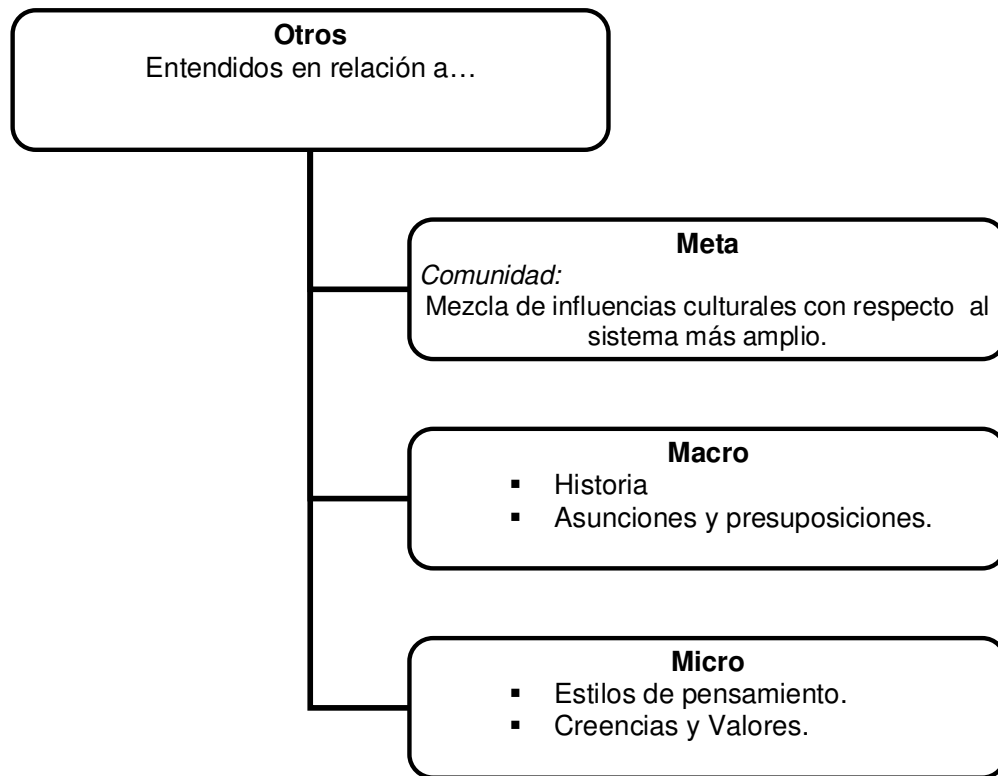 Otros
Entendidos en relación a…
Meta
Comunidad:
Mezcla de influencias culturales con respecto  al
sistema más amplio.
Macro
▪ Historia
▪ Asunciones y presuposiciones.
Micro
▪ Estilos de pensamiento.
▪ Creencias y Valores.